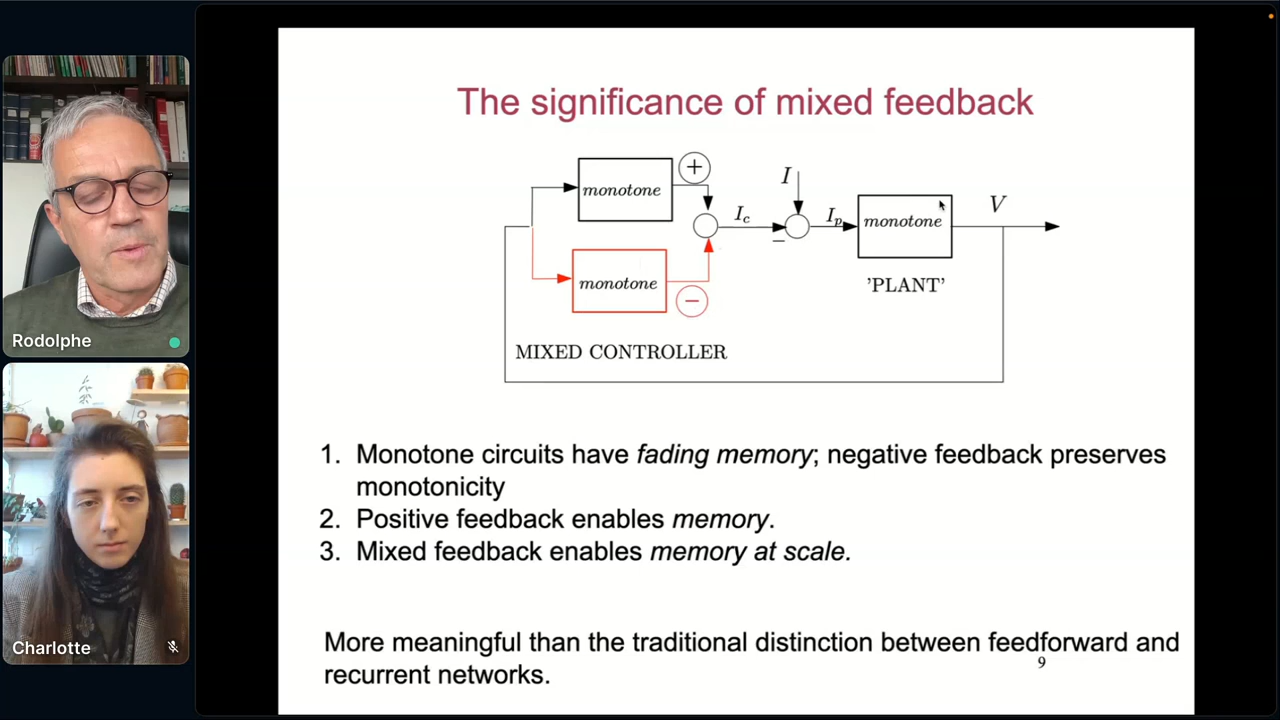 The significance of mixed feedback
monotone
+
I
I_c
I_p
monotone
V
−
monotone
−
'PLANT'
MIXED CONTROLLER
1. Monotone circuits have fading memory; negative feedback preserves
monotonicity
2. Positive feedback enables memory.
3. Mixed feedback enables memory at scale.
More meaningful than the traditional distinction between feedforward and
recurrent networks.
9
Rodolphe
Charlotte